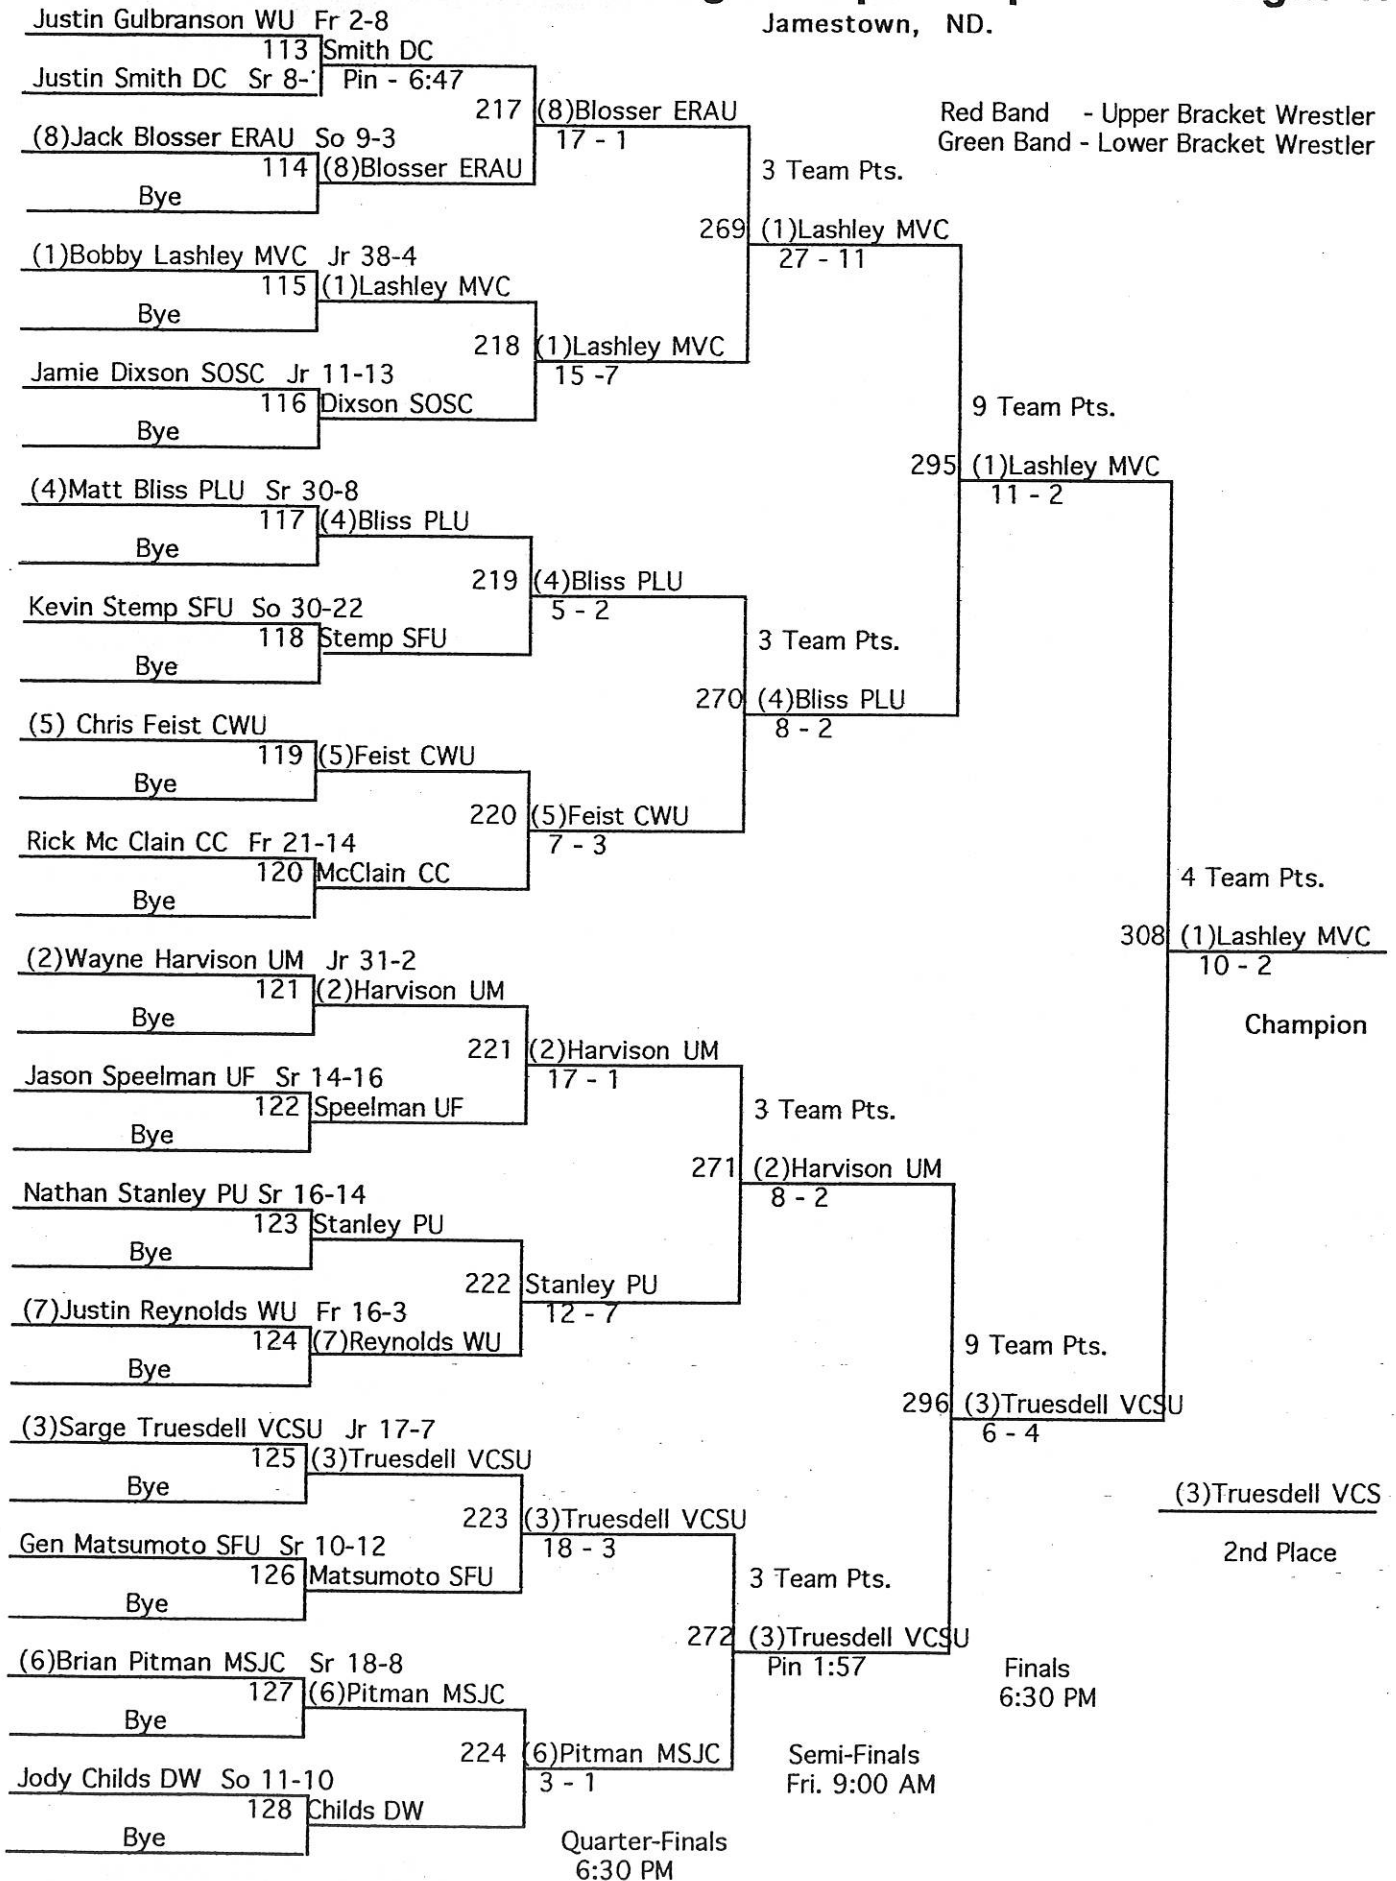 Jamestown, ND.
Red Band - Upper Bracket Wrestler
Green Band - Lower Bracket Wrestler
Justin Gulbranson WU Fr 2-8
113 Smith DC
Justin Smith DC Sr 8-
Pin - 6:47
217 (8)Blosser ERAU
17 - 1
(8)Jack Blosser ERAU So 9-3
114 (8)Blosser ERAU
Bye
3 Team Pts.
269 (1)Lashley MVC
27 - 11
(1)Bobby Lashley MVC Jr 38-4
115 (1)Lashley MVC
Bye
218 (1)Lashley MVC
15 -7
Jamie Dixson SOSC Jr 11-13
116 Dixson SOSC
Bye
9 Team Pts.
295 (1)Lashley MVC
11 - 2
(4)Matt Bliss PLU Sr 30-8
117 (4)Bliss PLU
Bye
219 (4)Bliss PLU
5 - 2
Kevin Stemp SFU So 30-22
118 Stemp SFU
Bye
3 Team Pts.
270 (4)Bliss PLU
8 - 2
(5) Chris Feist CWU
119 (5)Feist CWU
Bye
220 (5)Feist CWU
7 - 3
Rick Mc Clain CC Fr 21-14
120 McClain CC
Bye
4 Team Pts.
308 (1)Lashley MVC
10 - 2
Champion
(2)Wayne Harvison UM Jr 31-2
121 (2)Harvison UM
Bye
221 (2)Harvison UM
17 - 1
Jason Speelman UF Sr 14-16
122 Speelman UF
Bye
3 Team Pts.
271 (2)Harvison UM
8 - 2
Nathan Stanley PU Sr 16-14
123 Stanley PU
Bye
222 Stanley PU
12 - 7
(7)Justin Reynolds WU Fr 16-3
124 (7)Reynolds WU
Bye
9 Team Pts.
296 (3)Truesdell VCSU
6 - 4
(3)Sarge Truesdell VCSU Jr 17-7
125 (3)Truesdell VCSU
Bye
(3)Truesdell VCS
2nd Place
223 (3)Truesdell VCSU
18 - 3
Gen Matsumoto SFU Sr 10-12
126 Matsumoto SFU
Bye
3 Team Pts.
272 (3)Truesdell VCSU
Pin 1:57
(6)Brian Pitman MSJC Sr 18-8
127 (6)Pitman MSJC
Bye
224 (6)Pitman MSJC
3 - 1
Jody Childs DW So 11-10
128 Childs DW
Bye
Finals
6:30 PM
Semi-Finals
Fri. 9:00 AM
Quarter-Finals
6:30 PM